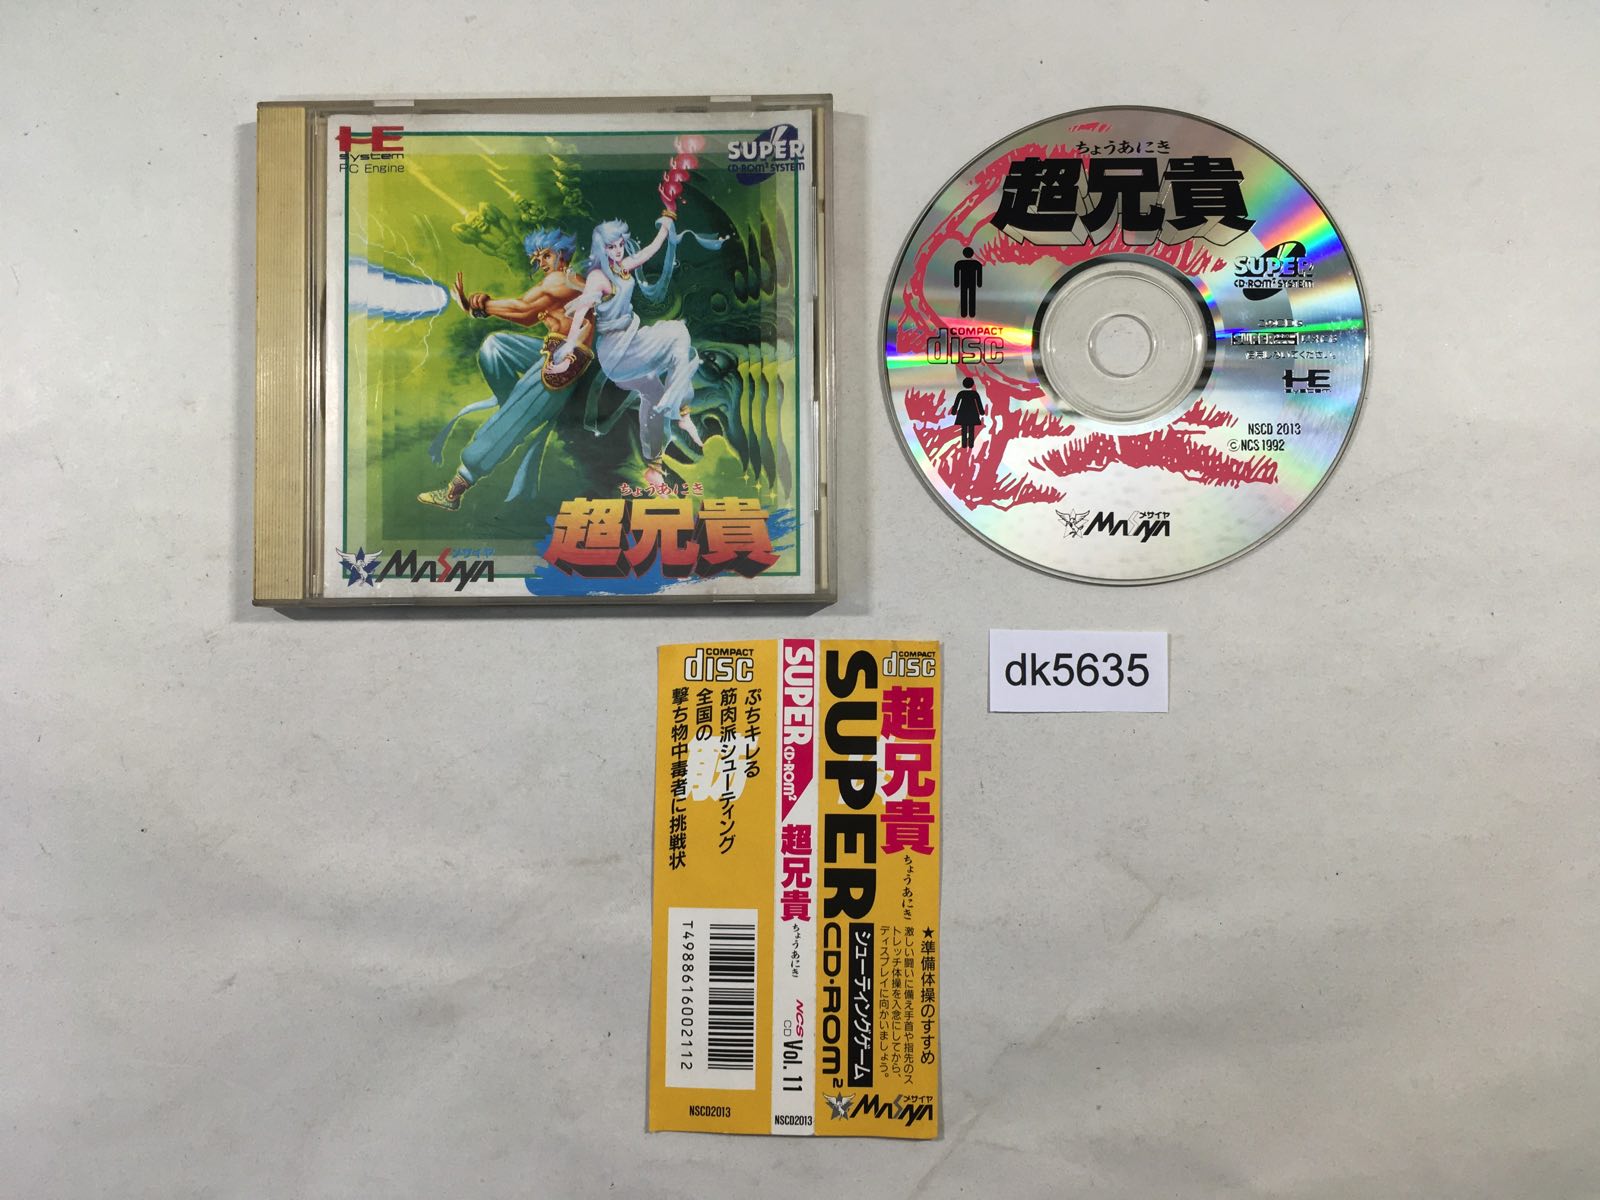 HE
system
PC Engine
SUPER
CD-ROM² SYSTEM
ちょうあにき
超兄貴
メサイヤ
MASAYA
ちょうあにき
超兄貴
SUPER
CD-ROM² SYSTEM
COMPACT
disc
HE
NSCD 2013
©NCS 1992
メサイヤ
MASAYA
dk5635
COMPACT
disc
ぷちキレる
筋肉派シューティング
全国の
撃ち物中毒者に挑戦状
筋
T4988616002112
NSCD2013
SUPER
CD-ROM²
超兄貴
ちょうあにき
NCS
CD
Vol. 11
NSCD2013
COMPACT
disc
超兄貴
ちょうあにき
SUPER
CD-ROM²
シューティングゲーム
★準備体操のすすめ
激しい闘いに備え手首や指先のス
トレッチ体操を入念にしてから、
ディスプレイに向かいましょう。
メサイヤ
MASAYA